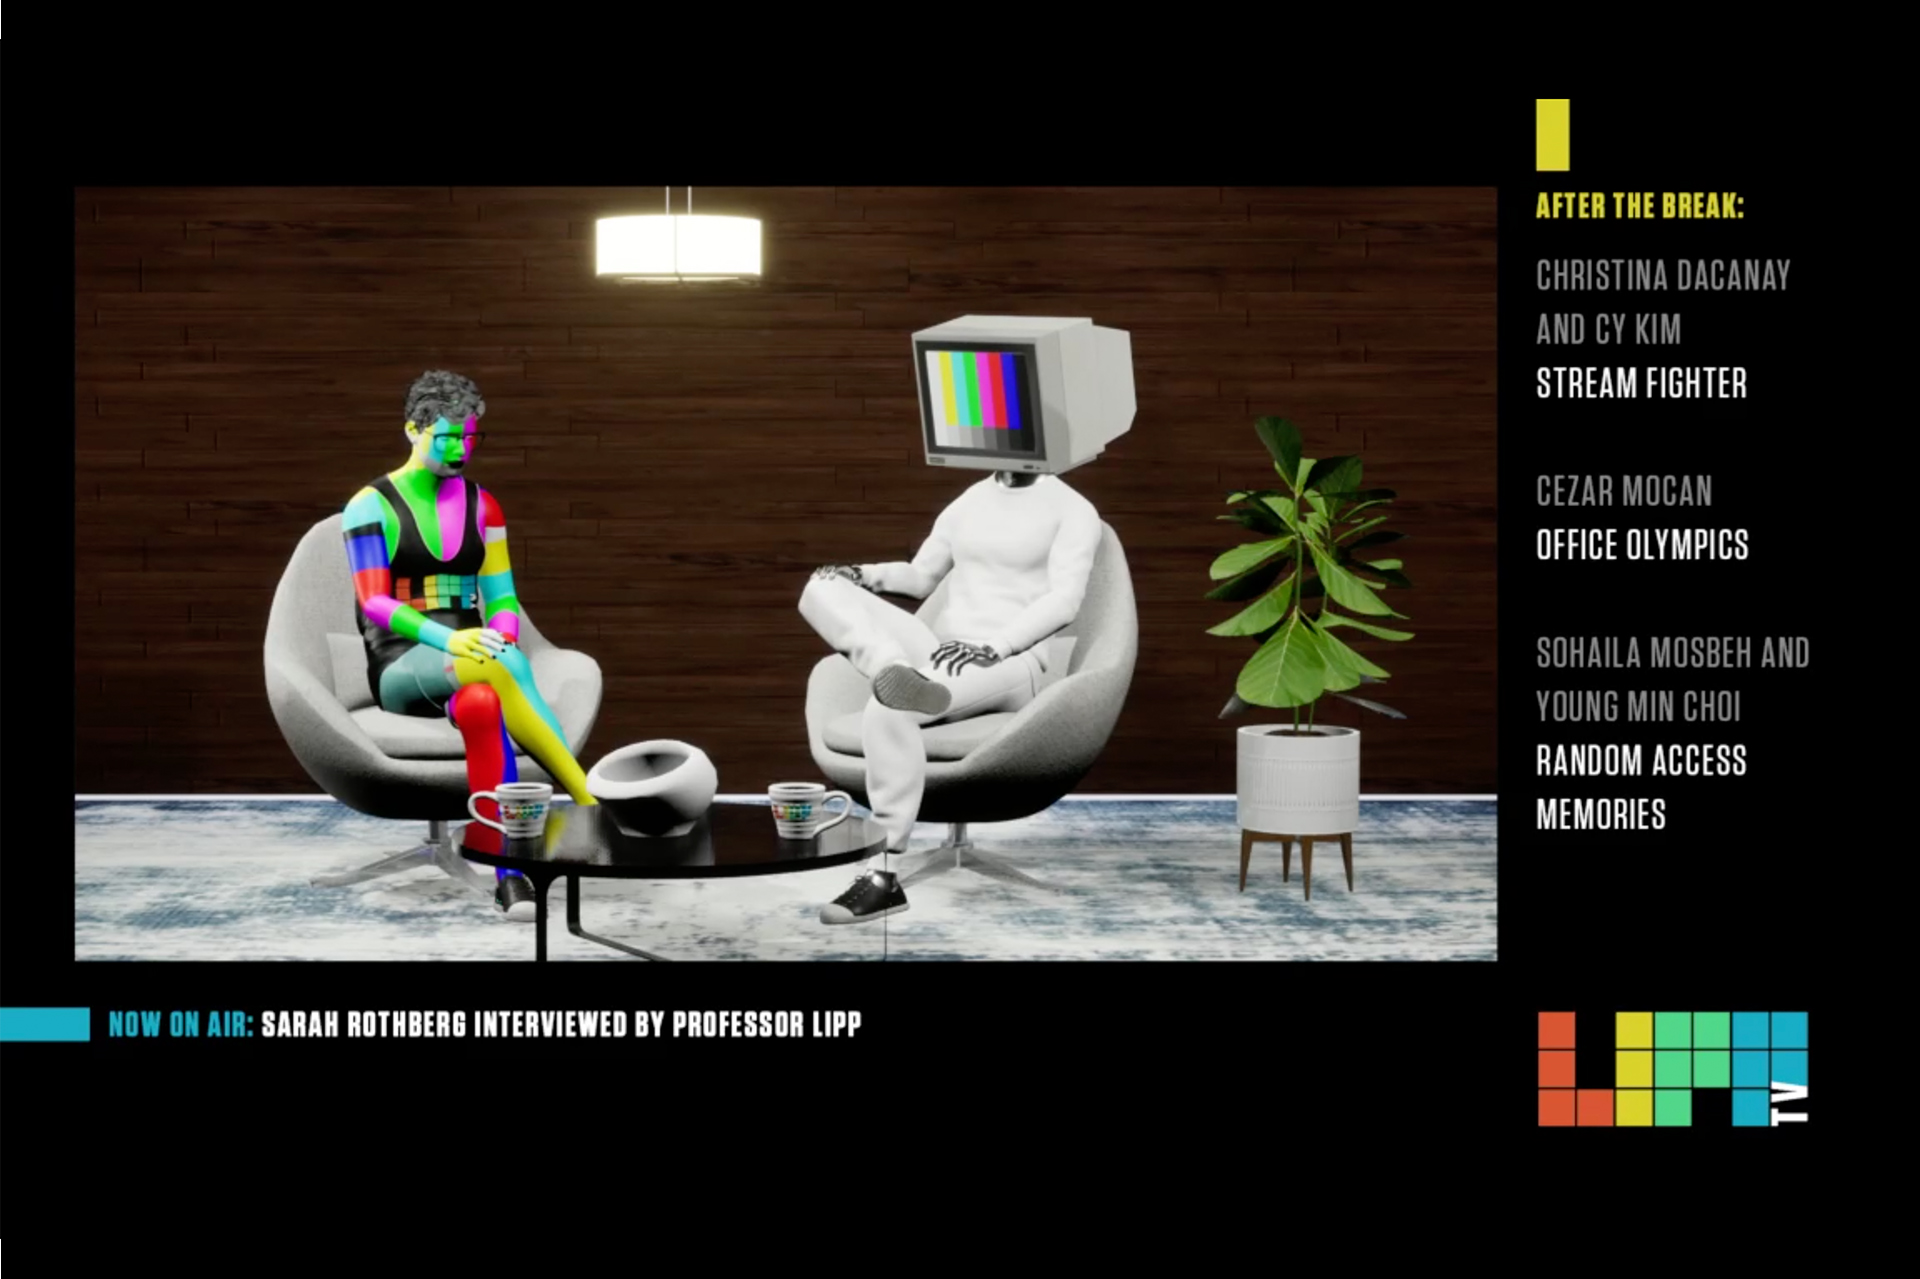 AFTER THE BREAK:
CHRISTINA DACANAY
AND CY KIM
STREAM FIGHTER
CEZAR MOCAN
OFFICE OLYMPICS
SOHAILA MOSBEH AND
YOUNG MIN CHOI
RANDOM ACCESS
MEMORIES
NOW ON AIR: SARAH ROTHBERG INTERVIEWED BY PROFESSOR LIPP
LIPP
TV